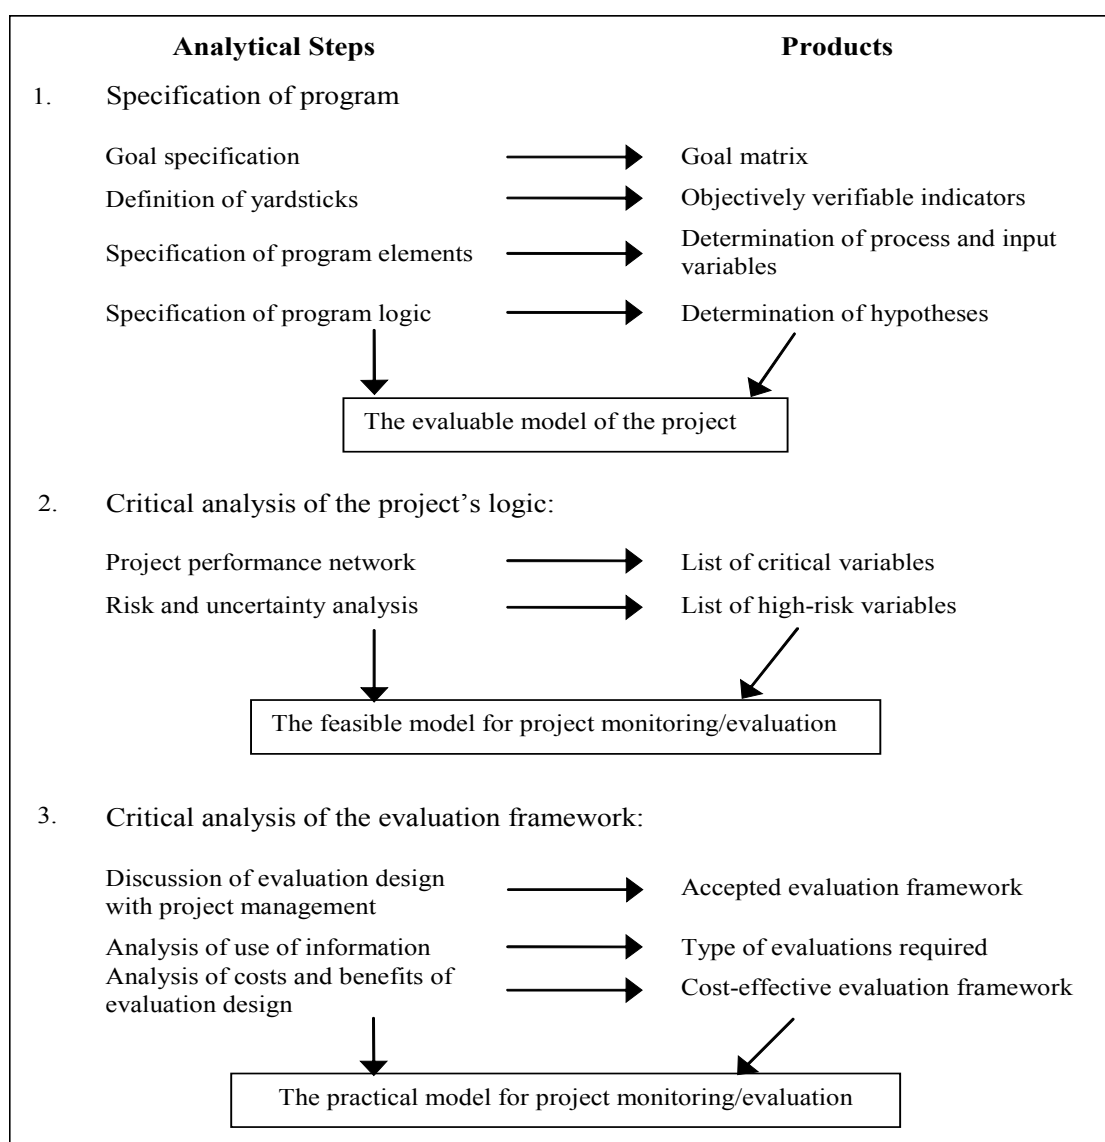 Analytical Steps Products
1. Specification of program
Goal specification Goal matrix
Definition of yardsticks Objectively verifiable indicators
Specification of program elements Determination of process and input
variables
Specification of program logic Determination of hypotheses
The evaluable model of the project
2. Critical analysis of the project’s logic:
Project performance network List of critical variables
Risk and uncertainty analysis List of high-risk variables
The feasible model for project monitoring/evaluation
3. Critical analysis of the evaluation framework:
Discussion of evaluation design
with project management Accepted evaluation framework
Analysis of use of information Type of evaluations required
Analysis of costs and benefits of
evaluation design Cost-effective evaluation framework
The practical model for project monitoring/evaluation